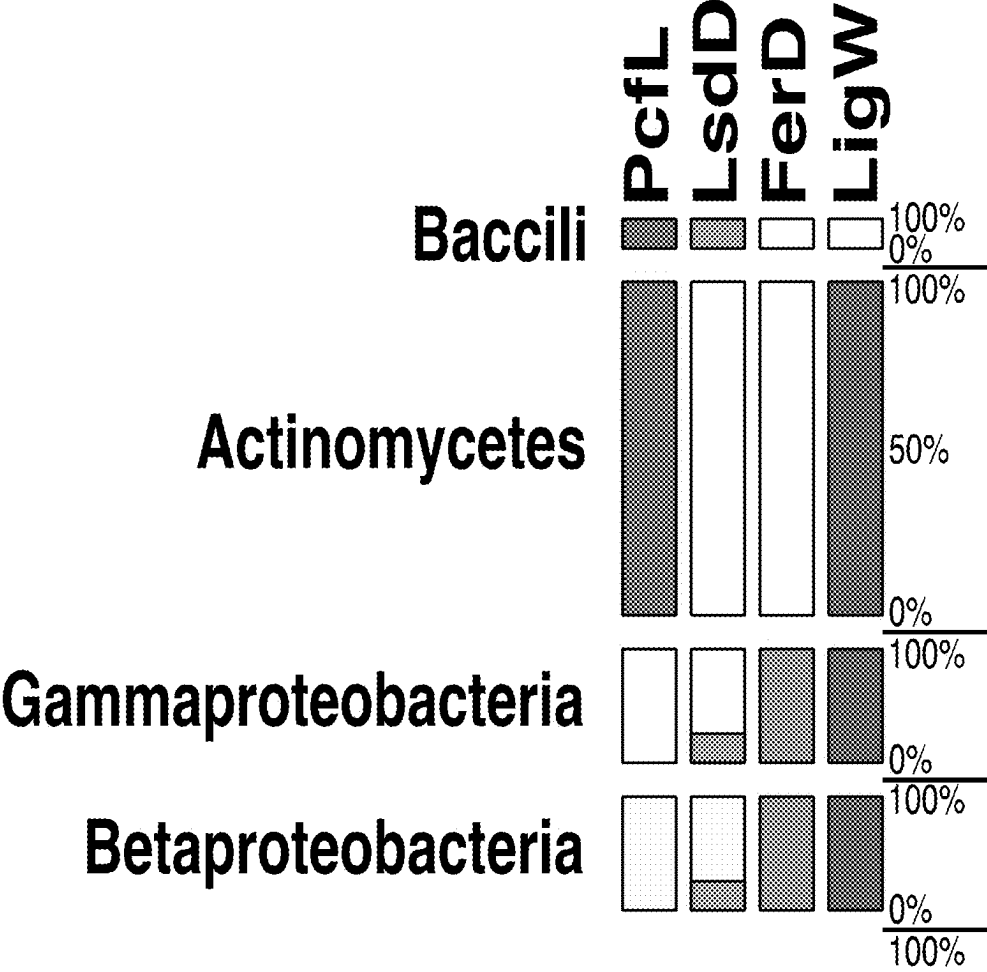 PcfL
LsdD
FerD
LigW
Baccili
100%
0%
Actinomycetes
100%
50%
0%
Gammaproteobacteria
100%
0%
Betaproteobacteria
100%
0%
100%